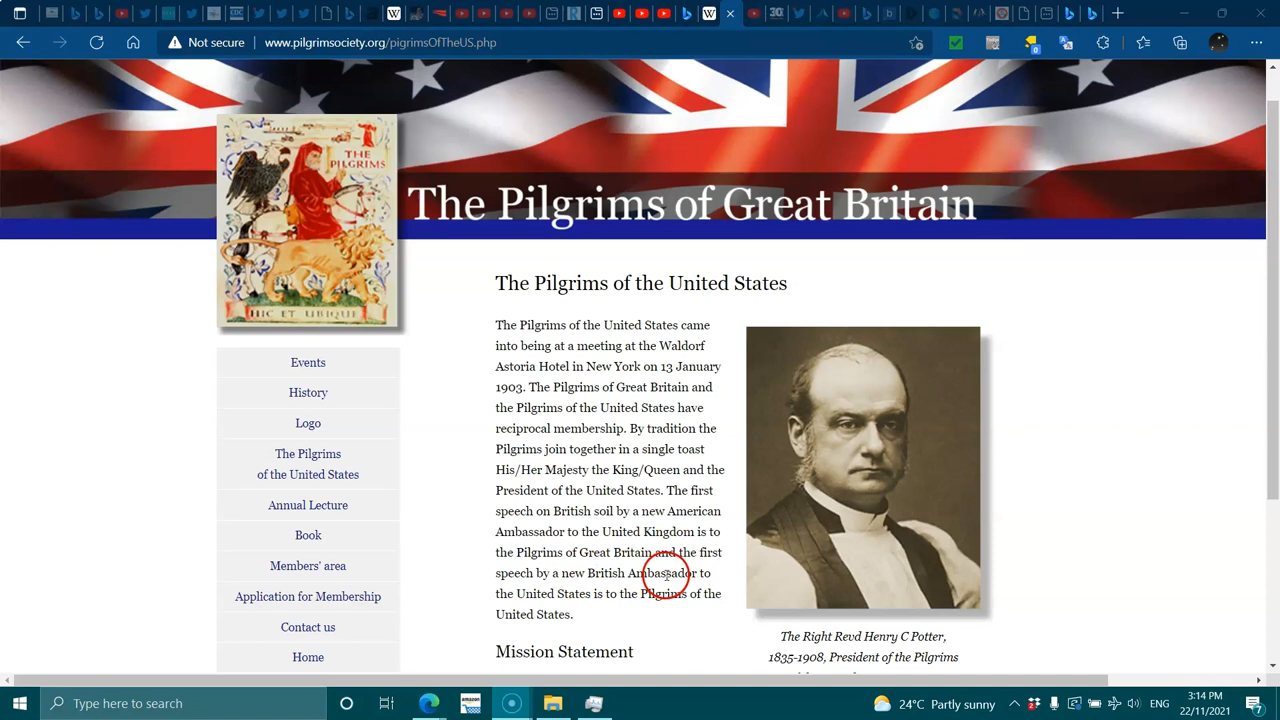 Not secure
www.pilgrimsociety.org/pigrimsOfTheUS.php
THE
PILGRIMS
HIC ET UBIQUE
The Pilgrims of Great Britain
Events
History
Logo
The Pilgrims
of the United States
Annual Lecture
Book
Members' area
Application for Membership
Contact us
Home
The Pilgrims of the United States
The Pilgrims of the United States came
into being at a meeting at the Waldorf
Astoria Hotel in New York on 13 January
1903. The Pilgrims of Great Britain and
the Pilgrims of the United States have
reciprocal membership. By tradition the
Pilgrims join together in a single toast
His/Her Majesty the King/Queen and the
President of the United States. The first
speech on British soil by a new American
Ambassador to the United Kingdom is to
the Pilgrims of Great Britain and the first
speech by a new British Ambassador to
the United States is to the Pilgrims of the
United States.
Mission Statement
The Right Revd Henry C Potter,
1835-1908, President of the Pilgrims
Type here to search
amazon
24°C Partly sunny
ENG
3:14 PM
22/11/2021